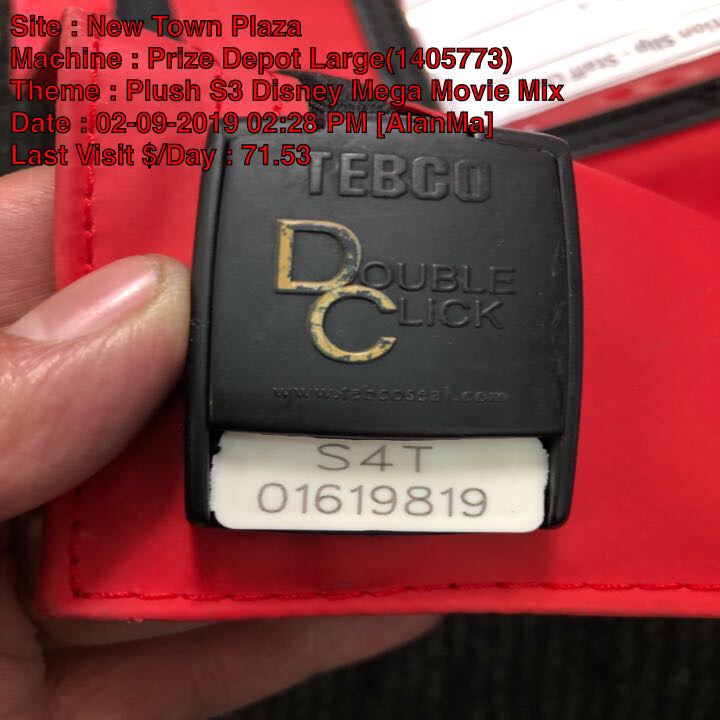 Site : New Town Plaza
Machine : Prize Depot Large(1405773)
Theme : Plush S3 Disney Mega Movie Mix
Date : 02-09-2019 02:28 PM [AlanMa]
Last Visit $/Day : 71.53
TEBCO
DOUBLE
CLICK
www.tebcoseal.com
S4T
01619819